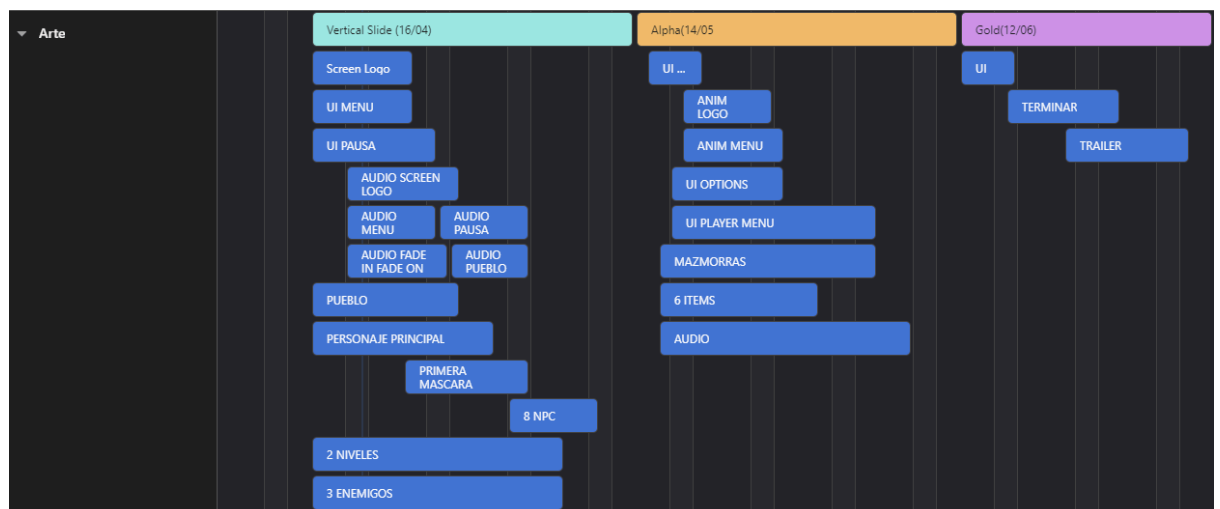 Arte
Vertical Slide (16/04)
Alpha(14/05
Gold(12/06)
Screen Logo
UI ...
UI
UI MENU
ANIM
LOGO
TERMINAR
UI PAUSA
ANIM MENU
TRAILER
AUDIO SCREEN
LOGO
UI OPTIONS
AUDIO
MENU
AUDIO
PAUSA
UI PLAYER MENU
AUDIO FADE
IN FADE ON
AUDIO
PUEBLO
MAZMORRAS
PUEBLO
6 ITEMS
PERSONAJE PRINCIPAL
AUDIO
PRIMERA
MASCARA
8 NPC
2 NIVELES
3 ENEMIGOS